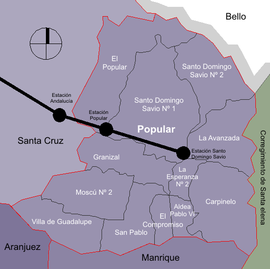 Bello
El
Popular
Santo Domingo
Savio Nº 2
Estación
Andalucía
Santo Domingo
Savio Nº 1
Estación
Popular
Popular
La Avanzada
Santa Cruz
Estación Santo
Domingo Savio
Granizal
La
Esperanza
Nº 2
Corregimiento de Santa elena
Moscú Nº 2
Carpinelo
Aldea
Pablo VI
Villa de Guadalupe
El
Compromiso
San Pablo
Aranjuez
Manrique